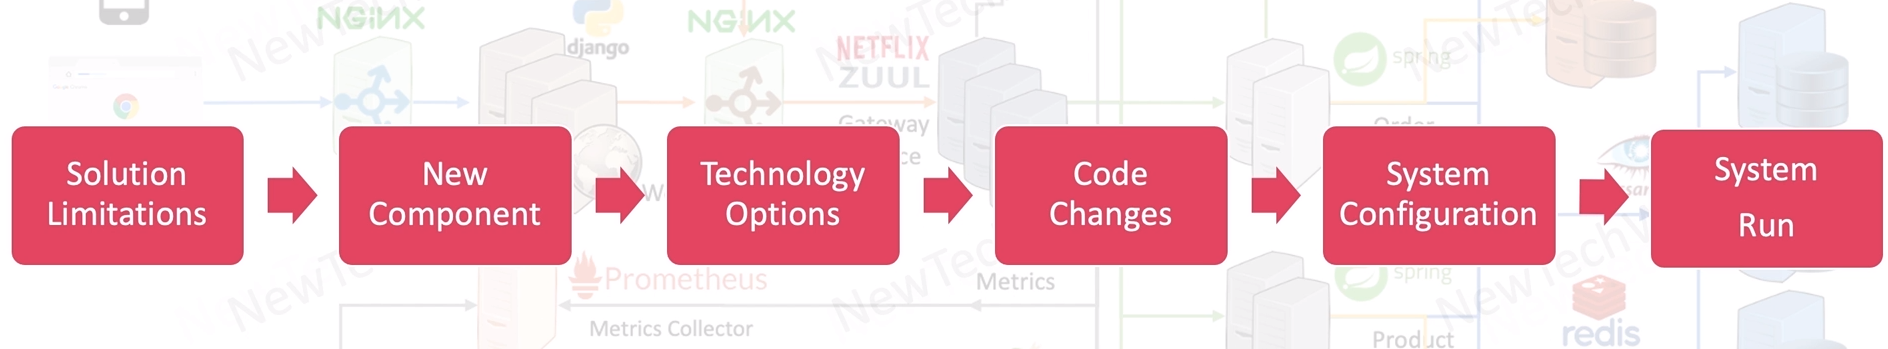 NGINX
django
NGINX
NETFLIX
ZUUL
Gateway
spring
Order
Solution
Limitations
New
Component
Technology
Options
Code
Changes
System
Configuration
System
Run
Prometheus
Metrics
Metrics Collector
spring
Product
redis